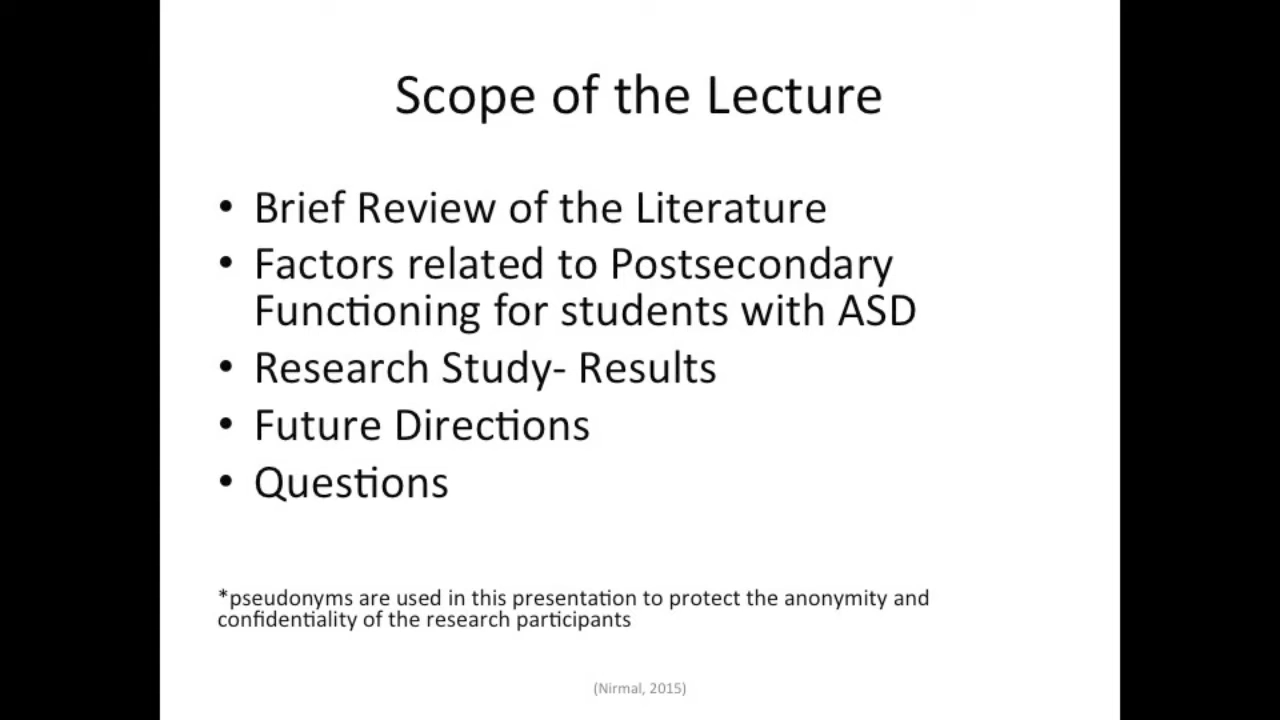 Scope of the Lecture
• Brief Review of the Literature
• Factors related to Postsecondary
Functioning for students with ASD
• Research Study- Results
• Future Directions
• Questions
*pseudonyms are used in this presentation to protect the anonymity and
confidentiality of the research participants
(Nirmal, 2015)